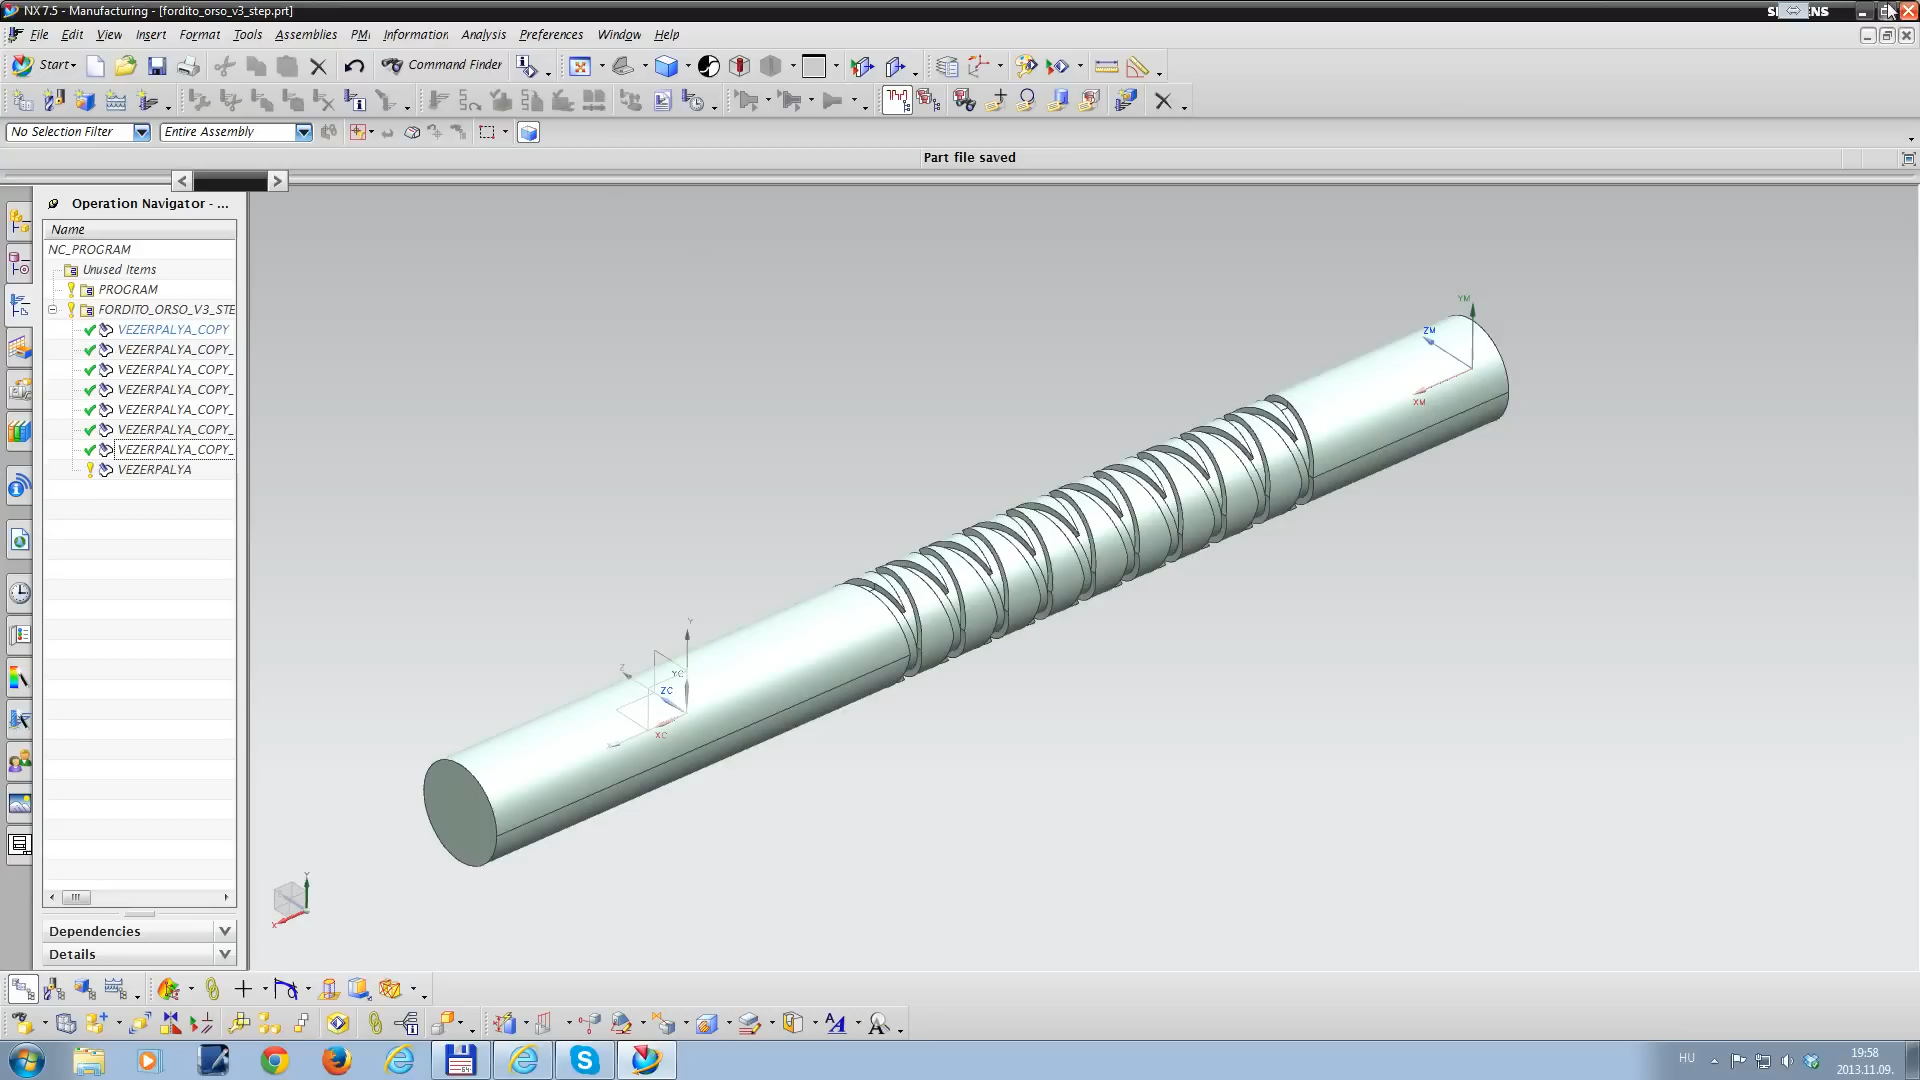 NX 7.5 - Manufacturing - [fordito_orso_v3_step.prt]
File Edit View Insert Format Tools Assemblies PMI Information Analysis Preferences Window Help
Start
Command Finder
No Selection Filter
Entire Assembly
Part file saved
Operation Navigator - ...
Name
NC_PROGRAM
Unused Items
PROGRAM
FORDITO_ORSO_V3_STE
VEZERPALYA_COPY
VEZERPALYA_COPY_
VEZERPALYA_COPY_
VEZERPALYA_COPY_
VEZERPALYA_COPY_
VEZERPALYA_COPY_
VEZERPALYA_COPY_
VEZERPALYA
YM
ZM
XM
Y
Z
YC
ZC
XC
Y
X
Dependencies
Details
HU
19:58
2013.11.09.